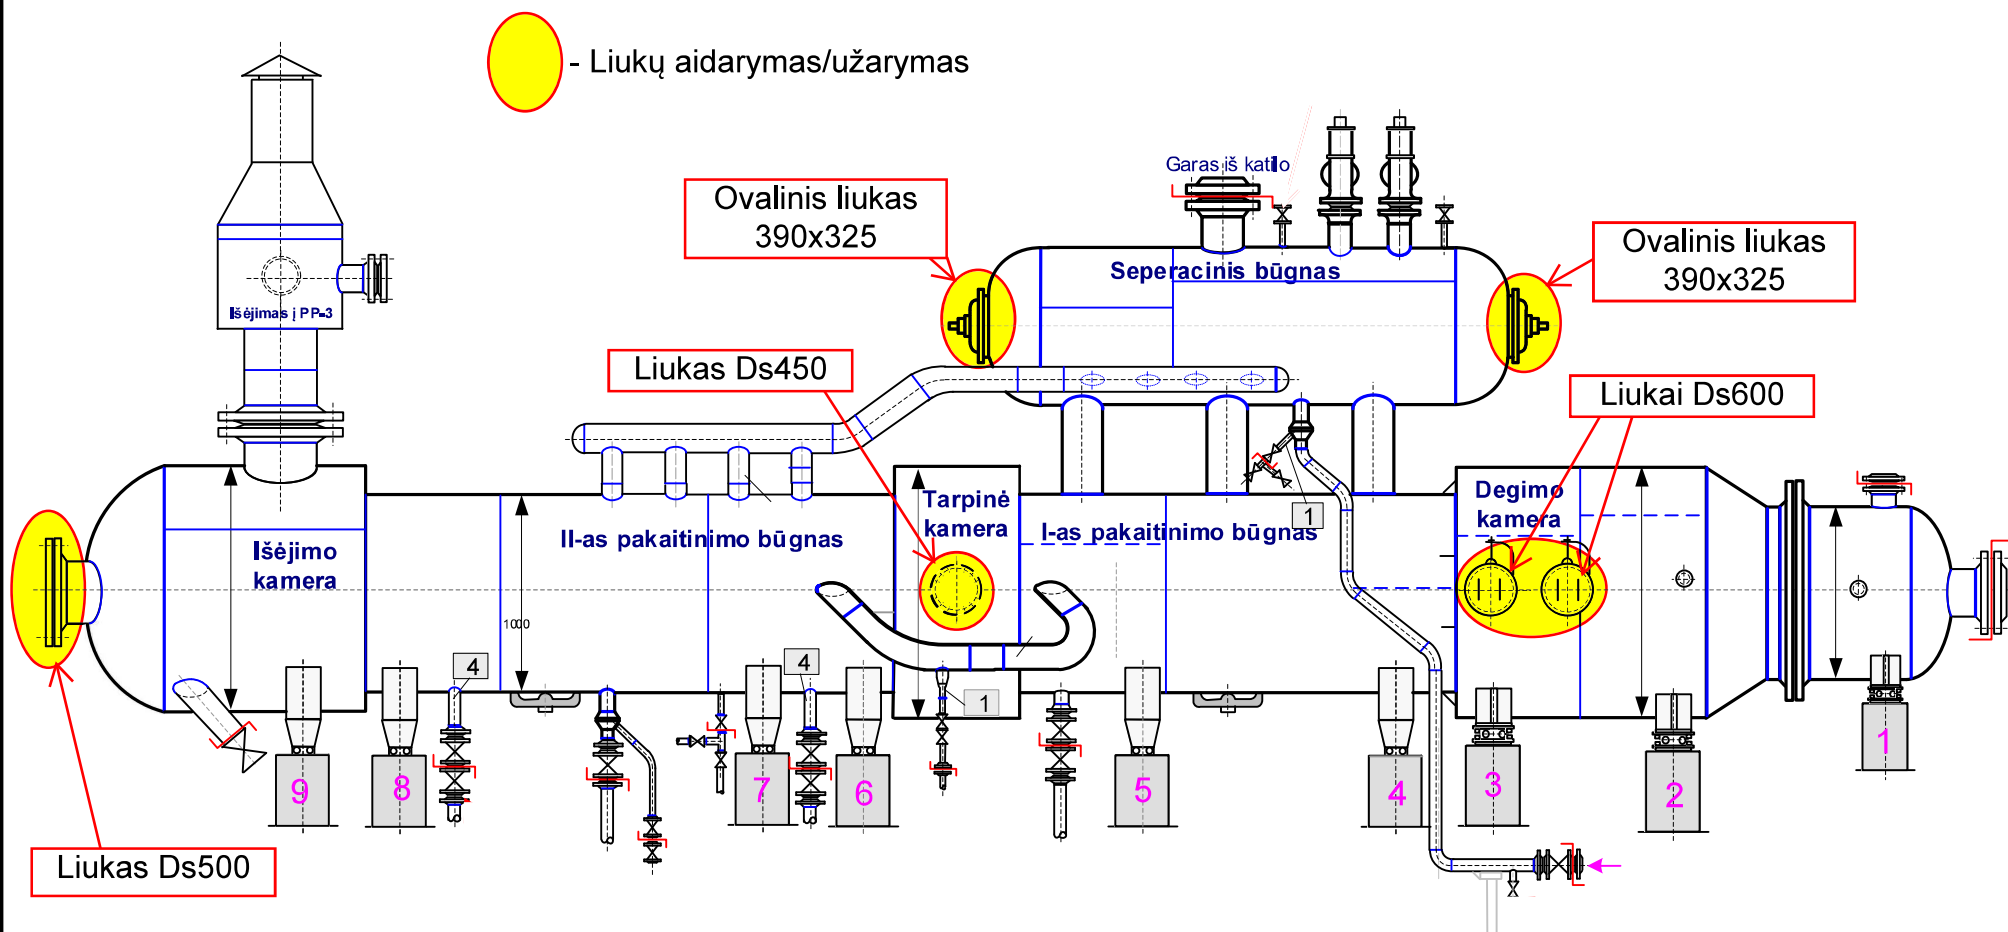 - Liukų aidarymas/užarymas
Garas iš katilo
Ovalinis liukas
390x325
Ovalinis liukas
390x325
Seperacinis būgnas
Išėjimas į PP-3
Liukas Ds450
Liukai Ds600
Tarpinė
kamera
Degimo
kamera
Išėjimo
kamera
II-as pakaitinimo būgnas
I-as pakaitinimo būgnas
1
1000
4
4
1
9
8
7
6
5
4
3
2
1
Liukas Ds500